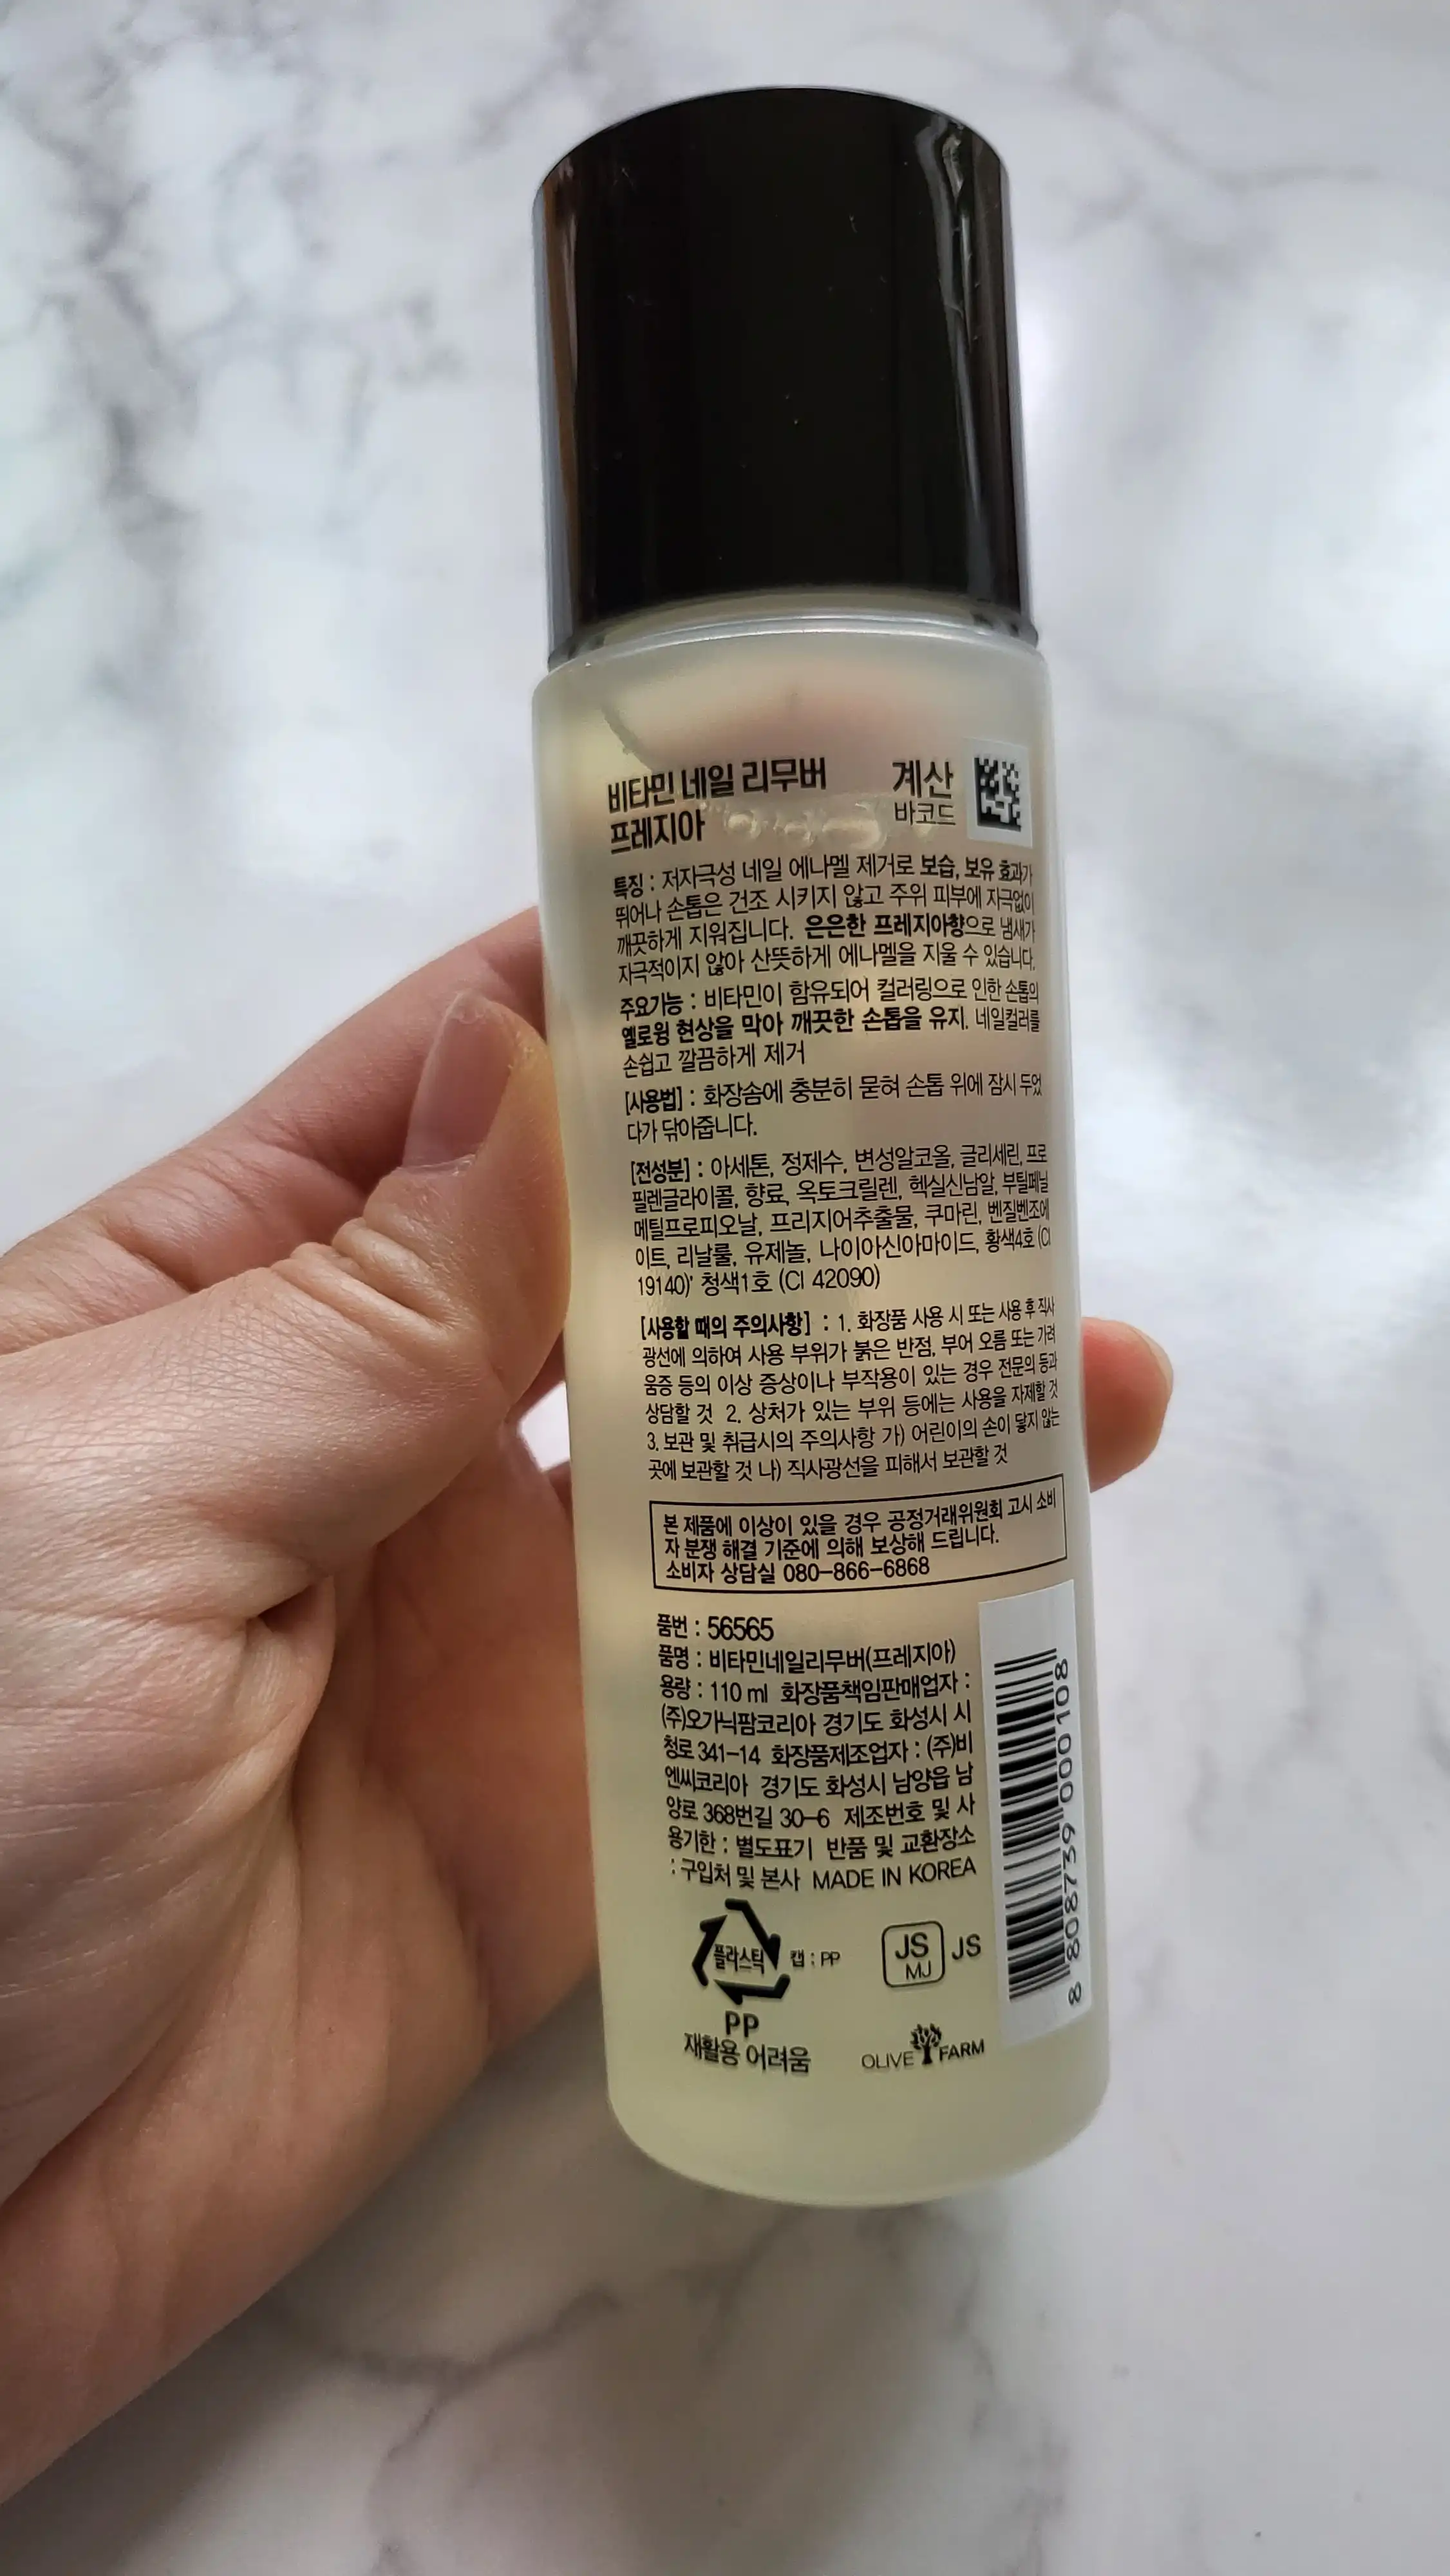 비타민 네일 리무버
프레지아
계산
바코드
특징 : 저자극성 네일 에나멜 제거로 보습, 보유 효과가
뛰어나 손톱은 건조 시키지 않고 주위 피부에 자극없이
깨끗하게 지워집니다. 은은한 프레지아향으로 냄새가
자극적이지 않아 산뜻하게 에나멜을 지울 수 있습니다.
주요기능 : 비타민이 함유되어 컬러링으로 인한 손톱의
옐로윙 현상을 막아 깨끗한 손톱을 유지. 네일컬러를
손쉽고 깔끔하게 제거
[사용법] : 화장솜에 충분히 묻혀 손톱 위에 잠시 두었
다가 닦아줍니다.
[전성분] : 아세톤, 정제수, 변성알코올, 글리세린, 프로
필렌글라이콜, 향료, 옥토크릴렌, 헥실신남알, 부틸페닐
메틸프로피오날, 프리지어추출물, 쿠마린, 벤질벤조에
이트, 리날룰, 유제놀, 나이아신아마이드, 황색4호 (CI
19140)' 청색1호 (CI 42090)
[사용할 때의 주의사항] : 1. 화장품 사용 시 또는 사용 후 직사
광선에 의하여 사용 부위가 붉은 반점, 부어 오름 또는 가려
움증 등의 이상 증상이나 부작용이 있는 경우 전문의 등과
상담할 것 2. 상처가 있는 부위 등에는 사용을 자제할 것
3. 보관 및 취급시의 주의사항 가) 어린이의 손이 닿지 않는
곳에 보관할 것 나) 직사광선을 피해서 보관할 것
본 제품에 이상이 있을 경우 공정거래위원회 고시 소비
자 분쟁 해결 기준에 의해 보상해 드립니다.
소비자 상담실 080-866-6868
품번 : 56565
품명 : 비타민네일리무버(프레지아)
용량 : 110 ml 화장품책임판매업자 :
(주)오가닉팜코리아 경기도 화성시 시
청로 341-14 화장품제조업자 : (주)비
엔씨코리아 경기도 화성시 남양읍 남
양로 368번길 30-6 제조번호 및 사
용기한 : 별도표기 반품 및 교환장소
: 구입처 및 본사 MADE IN KOREA
8 808739 000108
플라스틱
캡 : PP
PP
재활용 어려움
JS
MJ
JS
OLIVE FARM